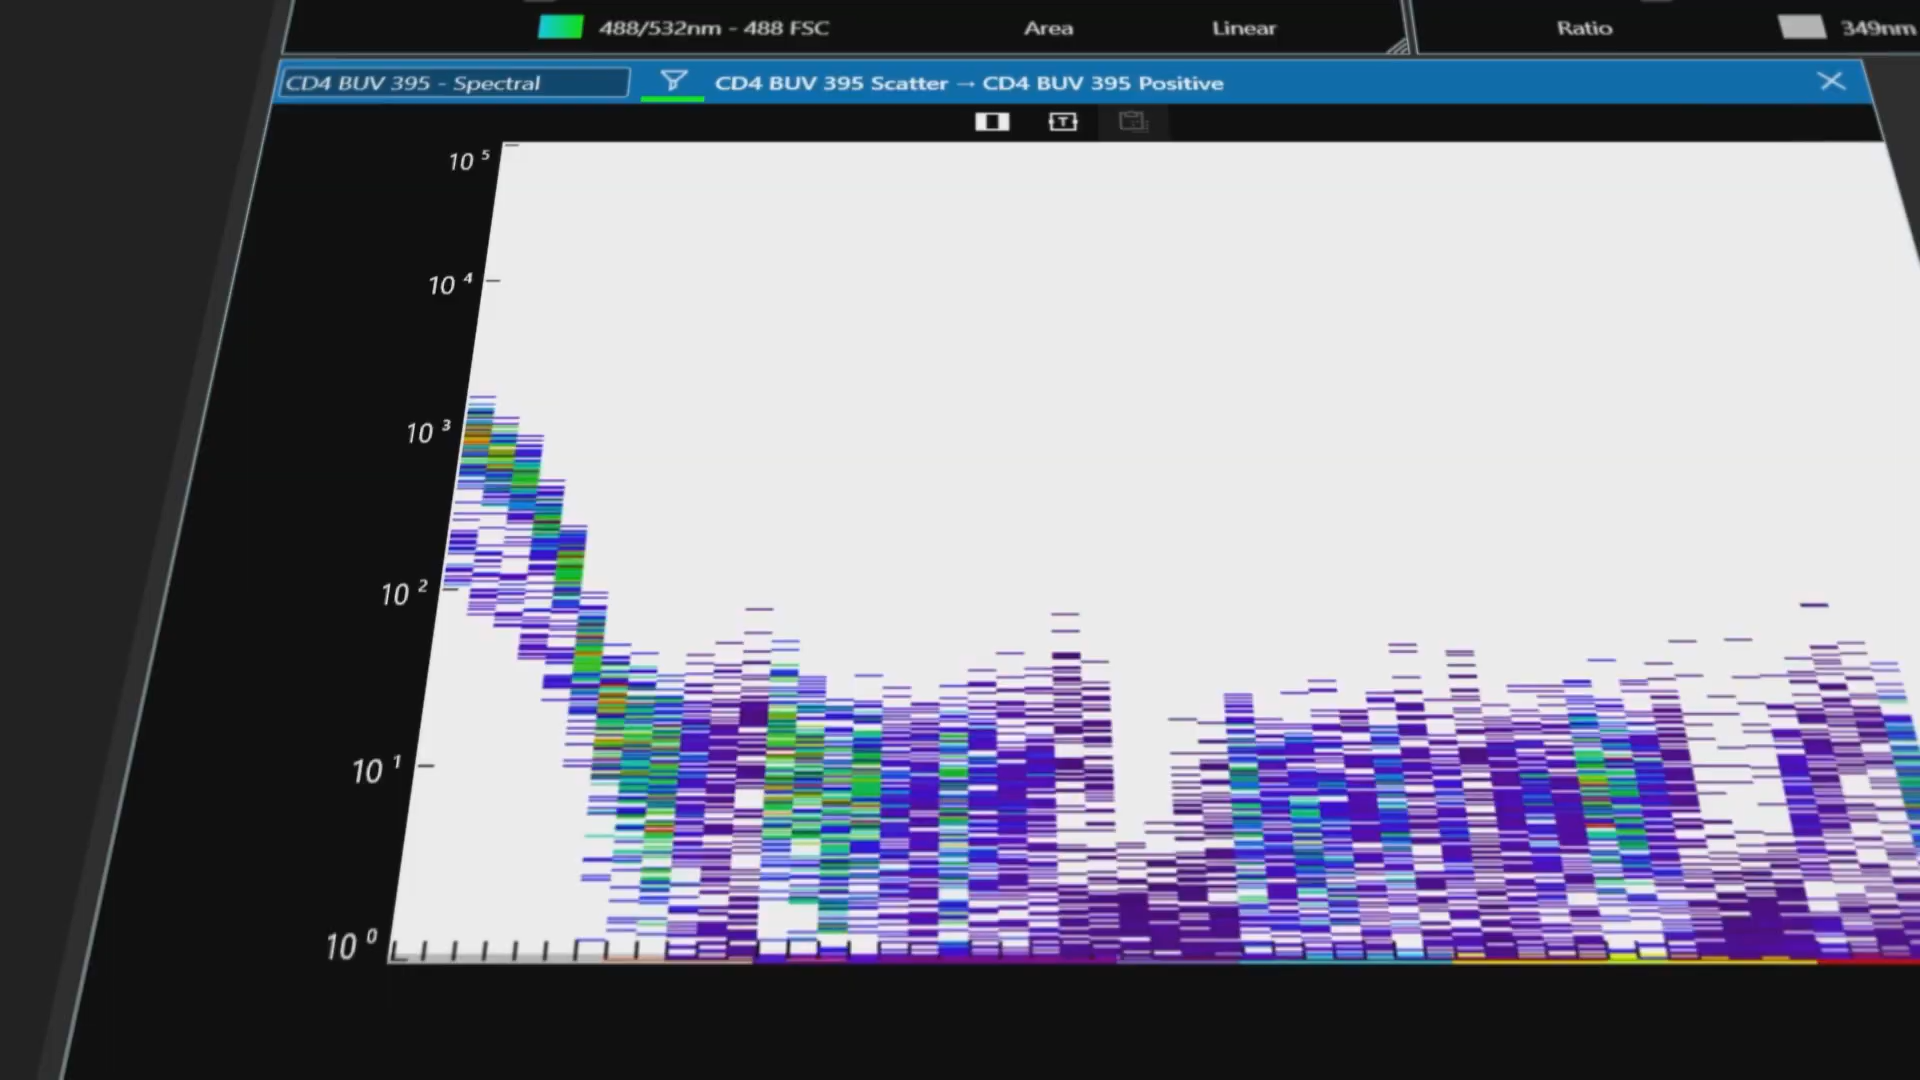 488/532nm - 488 FSC Area Linear Ratio 349nm
CD4 BUV 395 - Spectral CD4 BUV 395 Scatter → CD4 BUV 395 Positive
T
10 5
10 4
10 3
10 2
10 1
10 0